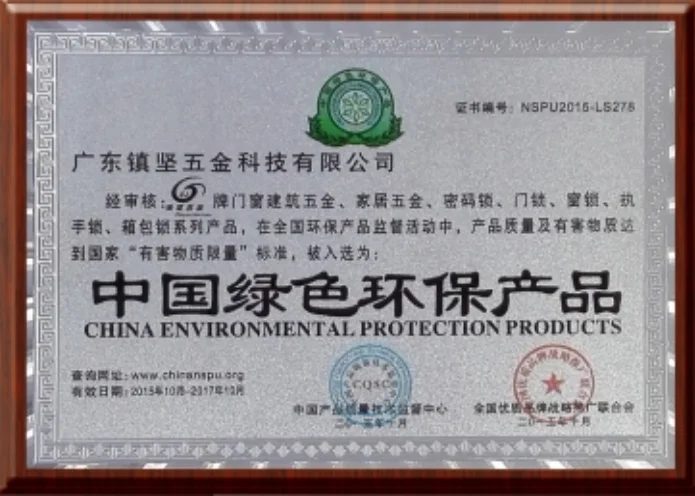 证书编号：NSPU2015-LS278
广东镇坚五金科技有限公司
经审核： 牌门窗建筑五金、家居五金、密码锁、门锁、窗锁、执
手锁、箱包锁系列产品，在全国环保产品监督活动中，产品质量及有害物质达
到国家“有害物质限量”标准，被入选为：
中国绿色环保产品
CHINA ENVIRONMENTAL PROTECTION PRODUCTS
查询网址：www.chinanspu.org
有效日期：2015年10月-2017年10月
CQSC
中国产品质量技术监督中心
全国优质品牌战略推广联合会
二〇一五年十月
二〇一五年十月